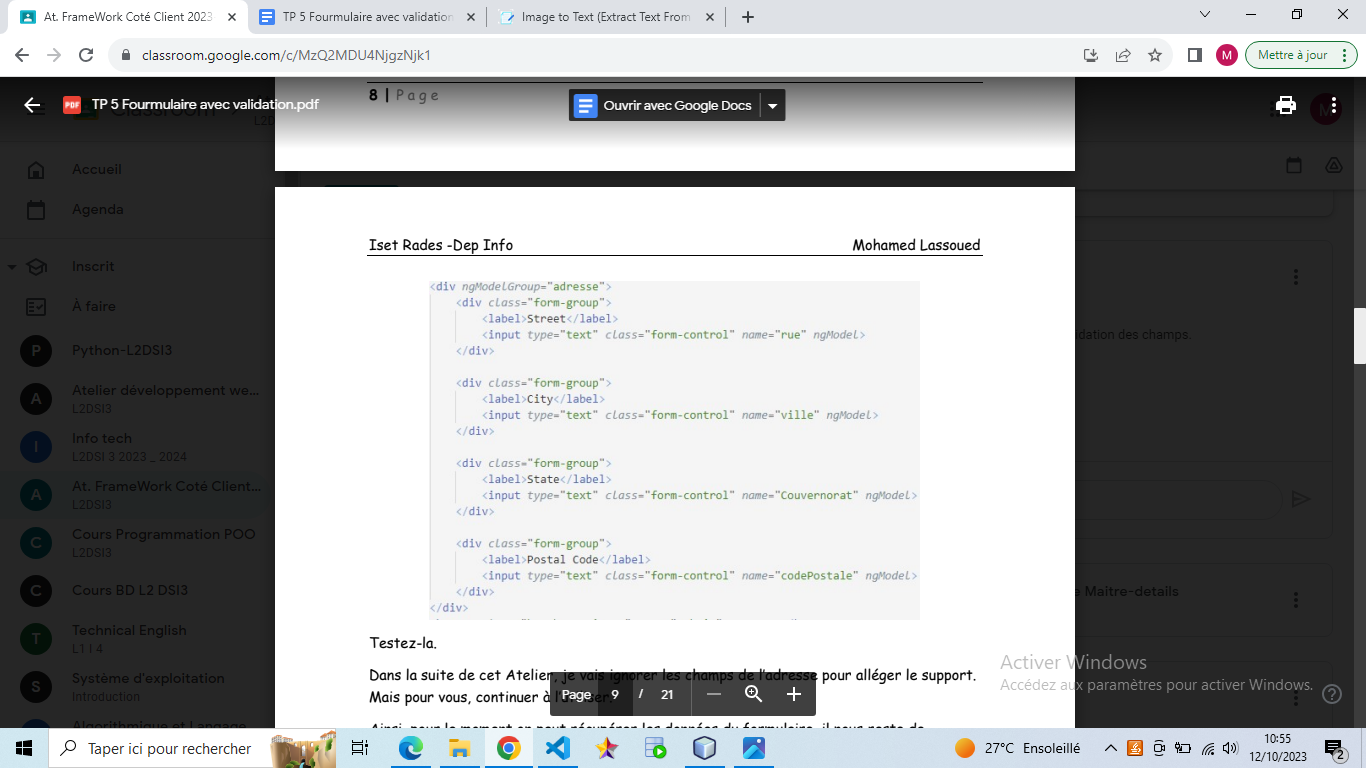 At. FrameWork Coté Client 2023
TP 5 Fourmulaire avec validation
Image to Text (Extract Text From
classroom.google.com/c/MzQ2MDU4NjgzNjk1
M
Mettre à jour
PDF
TP 5 Fourmulaire avec validation.pdf
Classroom
L2D
8 | Page
Ouvrir avec Google Docs
M
Accueil
Agenda
Inscrit
À faire
P
Python-L2DSI3
A
Atelier développement we...
L2DSI3
I
Info tech
L2DSI 3 2023 _ 2024
A
At. FrameWork Coté Client...
L2DSI3
C
Cours Programmation POO
L2DSI3
C
Cours BD L2 DSI3
T
Technical English
L1 I 4
S
Système d'exploitation
Introduction
A
Algorithmique et Langage
Iset Rades -Dep Info
Mohamed Lassoued
<div ngModelGroup="adresse">
<div class="form-group">
<label>Street</label>
<input type="text" class="form-control" name="rue" ngModel>
</div>
<div class="form-group">
<label>City</label>
<input type="text" class="form-control" name="ville" ngModel>
</div>
<div class="form-group">
<label>State</label>
<input type="text" class="form-control" name="Couvernorat" ngModel>
</div>
<div class="form-group">
<label>Postal Code</label>
<input type="text" class="form-control" name="codePostale" ngModel>
</div>
</div>
Testez-la.
Dans la suite de cet Atelier, je vais ignorer les champs de l'adresse pour alléger le support.
Mais pour vous, continuer à l'utiliser.
Ainsi, pour le moment on peut récupérer les données du formulaire, il nous reste de
Page 9 / 21
idation des champs.
e Maitre-details
Activer Windows
Accédez aux paramètres pour activer Windows.
Taper ici pour rechercher
27°C Ensoleillé
10:55
12/10/2023
2